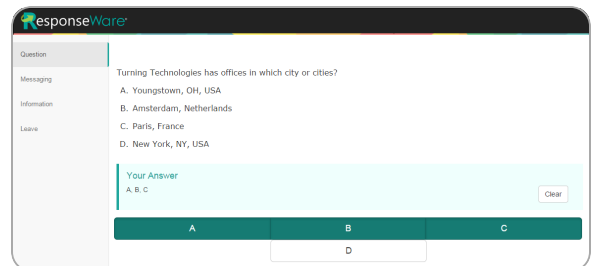 ResponseWare
Question
Messaging
Information
Leave
Turning Technologies has offices in which city or cities?
A. Youngstown, OH, USA
B. Amsterdam, Netherlands
C. Paris, France
D. New York, NY, USA
Your Answer
A, B, C
Clear
A B C
D